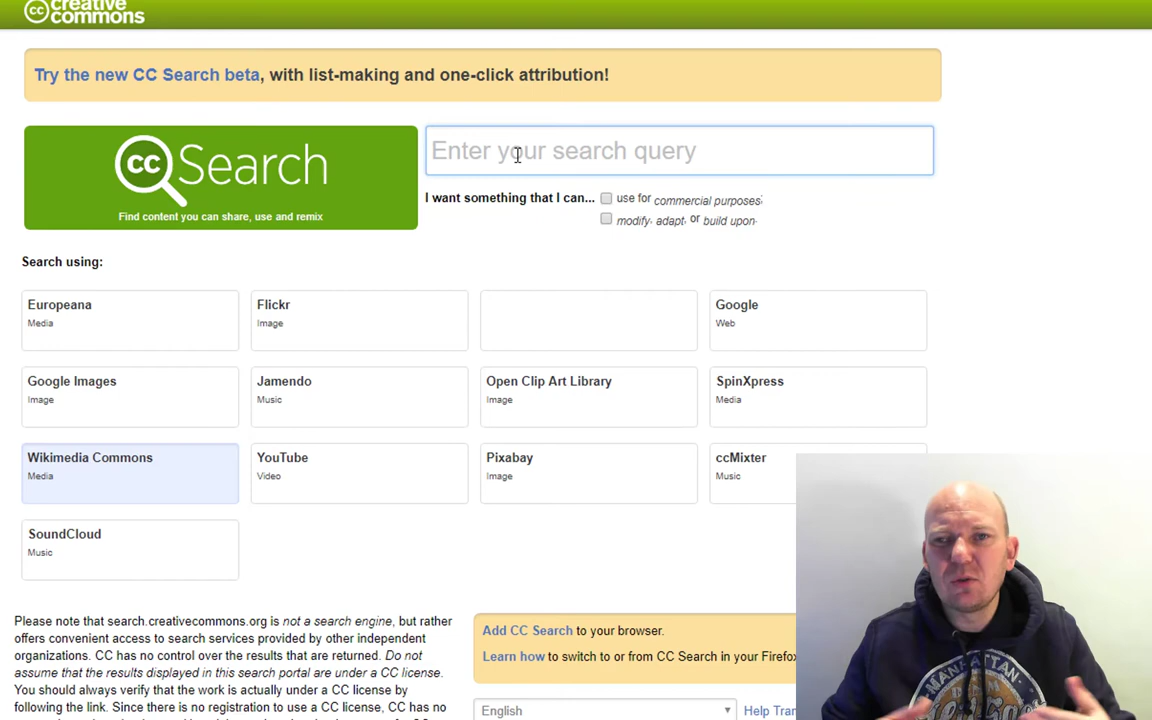 creative
commons
Try the new CC Search beta, with list-making and one-click attribution!
cc Search
Find content you can share, use and remix
Enter your search query
I want something that I can... use for commercial purposes;
modify, adapt, or build upon.
Search using:
Europeana
Media
Flickr
Image
Google
Web
Google Images
Image
Jamendo
Music
Open Clip Art Library
Image
SpinXpress
Media
Wikimedia Commons
Media
YouTube
Video
Pixabay
Image
ccMixter
Music
SoundCloud
Music
Please note that search.creativecommons.org is not a search engine, but rather
offers convenient access to search services provided by other independent
organizations. CC has no control over the results that are returned. Do not
assume that the results displayed in this search portal are under a CC license.
You should always verify that the work is actually under a CC license by
following the link. Since there is no registration to use a CC license, CC has no
Add CC Search to your browser.
Learn how to switch to or from CC Search in your Firefox
English
Help Tran
MANHATTAN